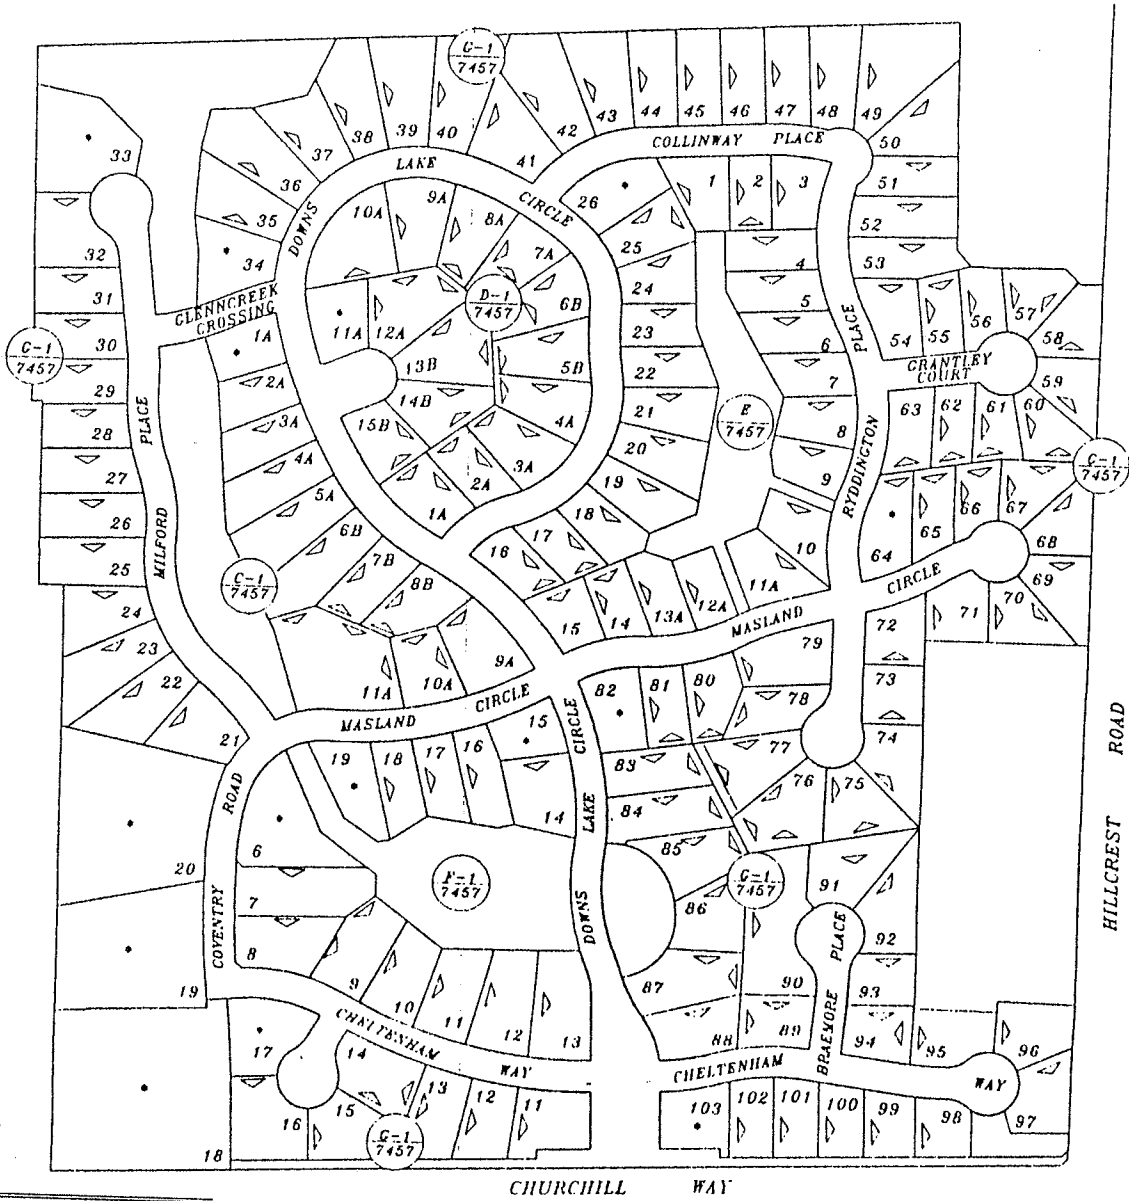 G-1
7457
33
38
39
40
41
42
43
44
45
46
47
48
49
50
37
36
35
34
LAKE
CIRCLE
DOWNS
COLLINWAY PLACE
10A
9A
8A
7A
6B
5B
4A
3A
2A
1A
26
25
24
23
22
21
20
19
18
17
16
1
2
3
4
5
6
7
8
9
10
11A
51
52
53
54
55
56
57
58
59
60
61
62
63
GRANTLEY
COURT
32
31
30
29
28
27
26
25
24
23
22
21
C-1
7457
GLENNCREEK
CROSSING
11A
12A
13B
14B
15B
D-1
7457
E
7457
C-1
7457
1A
2A
3A
4A
5A
6B
7B
8B
9A
10A
11A
C-1
7457
MILFORD PLACE
RYDDINGTON PLACE
64
65
66
67
68
69
70
71
72
73
74
75
76
77
78
79
80
81
82
MASLAND CIRCLE
15
14
13A
12A
MASLAND CIRCLE
19
18
17
16
15
14
DOWNS LAKE CIRCLE
83
84
85
86
87
88
89
90
91
92
93
94
95
96
97
98
99
100
101
102
103
G-1
7457
F-1
7457
COVENTRY ROAD
20
19
18
6
7
8
9
10
11
12
13
CHELTENHAM WAY
17
16
15
14
13
12
11
G-1
7457
BRAEMORE PLACE
CHELTENHAM WAY
HILLCREST ROAD
CHURCHILL WAY